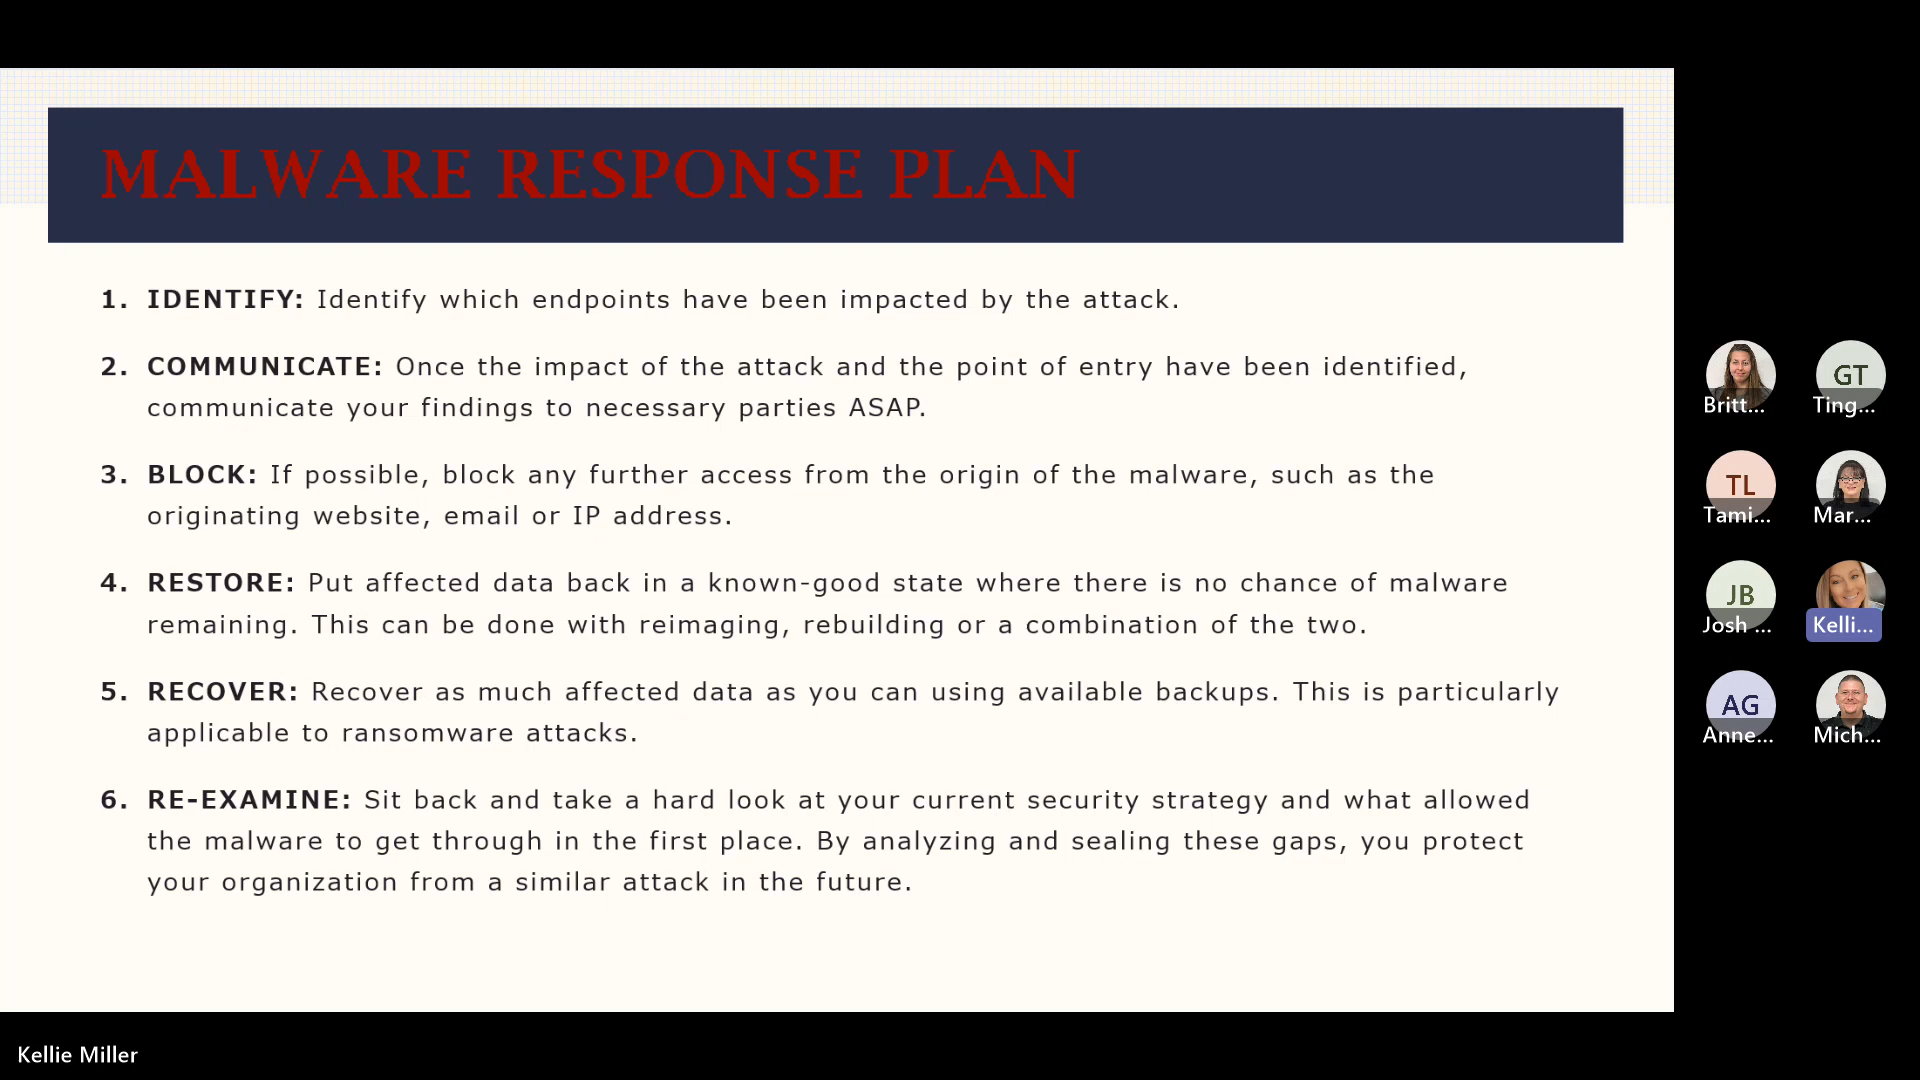 MALWARE RESPONSE PLAN
1. IDENTIFY: Identify which endpoints have been impacted by the attack.
2. COMMUNICATE: Once the impact of the attack and the point of entry have been identified,
communicate your findings to necessary parties ASAP.
3. BLOCK: If possible, block any further access from the origin of the malware, such as the
originating website, email or IP address.
4. RESTORE: Put affected data back in a known-good state where there is no chance of malware
remaining. This can be done with reimaging, rebuilding or a combination of the two.
5. RECOVER: Recover as much affected data as you can using available backups. This is particularly
applicable to ransomware attacks.
6. RE-EXAMINE: Sit back and take a hard look at your current security strategy and what allowed
the malware to get through in the first place. By analyzing and sealing these gaps, you protect
your organization from a similar attack in the future.
GT
Britt... Ting...
TL
Tami... Mar...
JB
Josh ... Kelli...
AG
Anne... Mich...
Kellie Miller